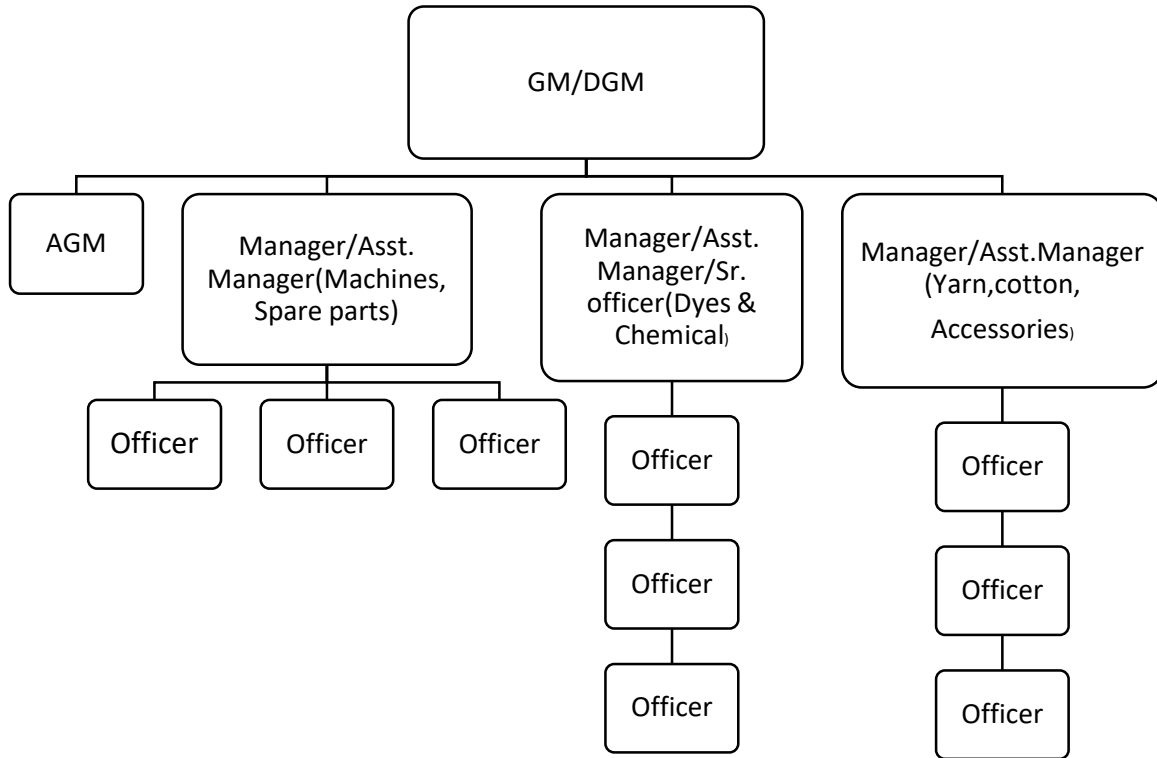 GM/DGM
AGM
Manager/Asst.
Manager(Machines,
Spare parts)
Manager/Asst.
Manager/Sr.
officer(Dyes &
Chemical)
Manager/Asst.Manager
(Yarn,cotton,
Accessories)
Officer
Officer
Officer
Officer
Officer
Officer
Officer
Officer
Officer